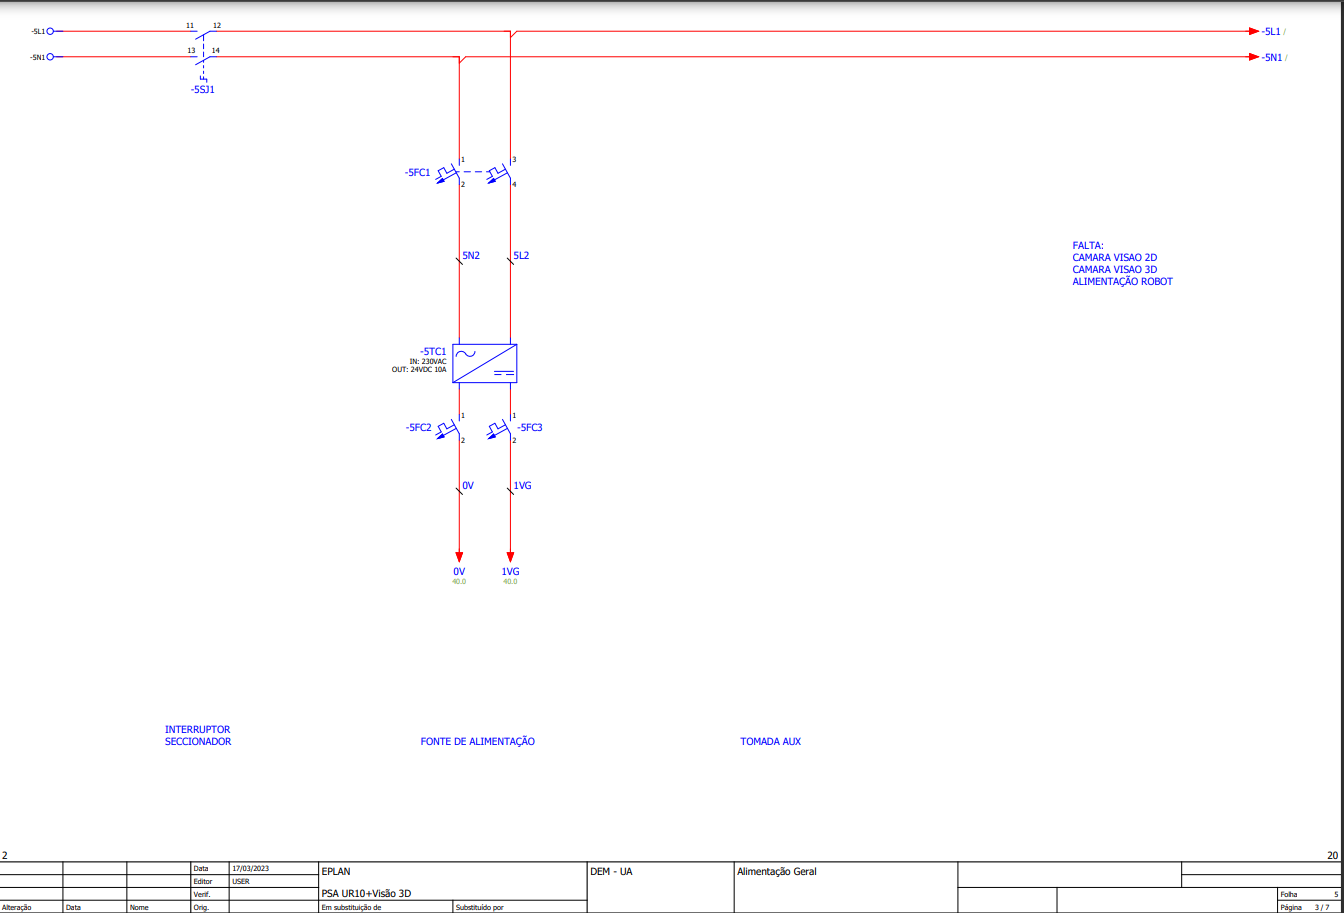 11 12
-5L1 -5L1 /
13 14
-5N1 -5N1 /
-5SJ1
1 3
-5FC1
2 4
5N2 5L2
FALTA:
CAMARA VISAO 2D
CAMARA VISAO 3D
ALIMENTAÇÃO ROBOT
-5TC1
IN: 230VAC
OUT: 24VDC 10A
1 1
-5FC2 -5FC3
2 2
0V 1VG
0V 1VG
40.0 40.0
INTERRUPTOR
SECCIONADOR
FONTE DE ALIMENTAÇÃO
TOMADA AUX
2 20
Data 17/03/2023
EPLAN
DEM - UA
Alimentação Geral
Editor USER
Verif.
PSA UR10+Visão 3D
Folha 5
Alteração Data Nome Orig.
Em substituição de
Substituído por
Página 3 / 7